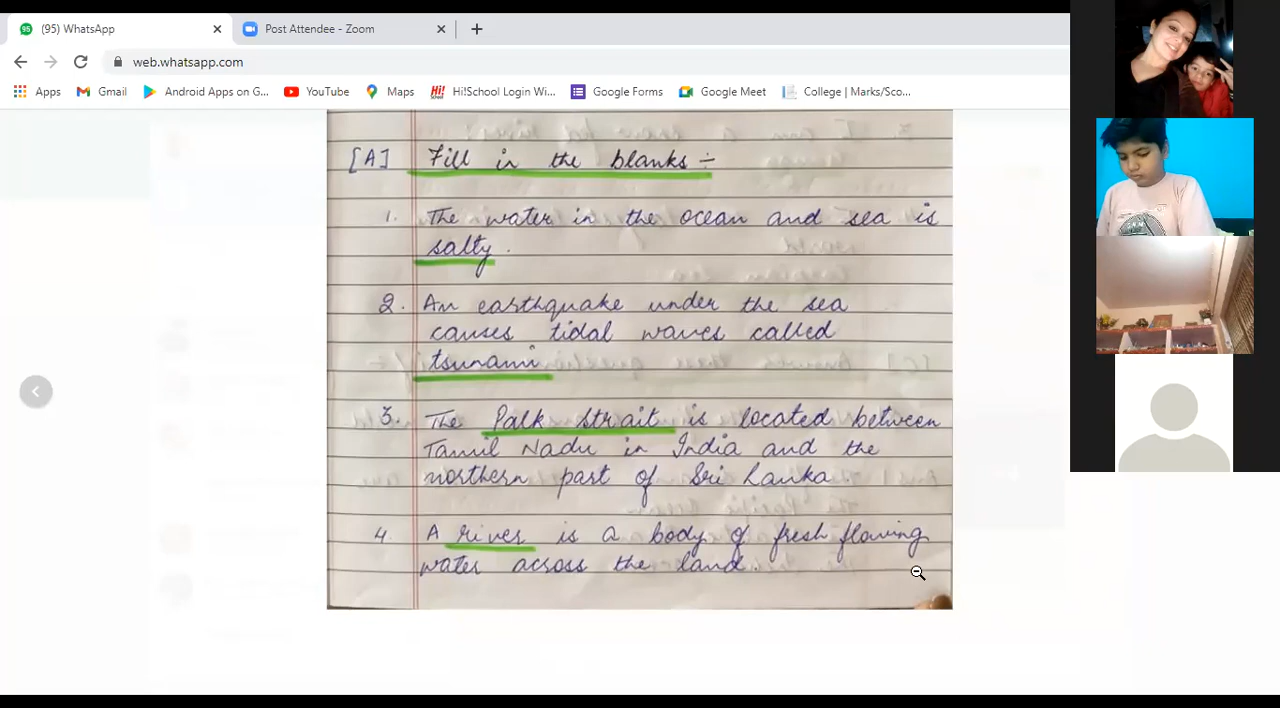 (95) WhatsApp
Post Attendee - Zoom
web.whatsapp.com
Apps
Gmail
Android Apps on G...
YouTube
Maps
Hi!School Login Wi...
Google Forms
Google Meet
College | Marks/Sco...
[A] Fill in the blanks ÷
1. The water in the ocean and sea is
salty.
2. An earthquake under the sea
causes tidal waves called
tsunami
3. The Palk Strait is located between
Tamil Nadu in India and the
northern part of Sri Lanka.
4. A river is a body of fresh flowing
water across the land.